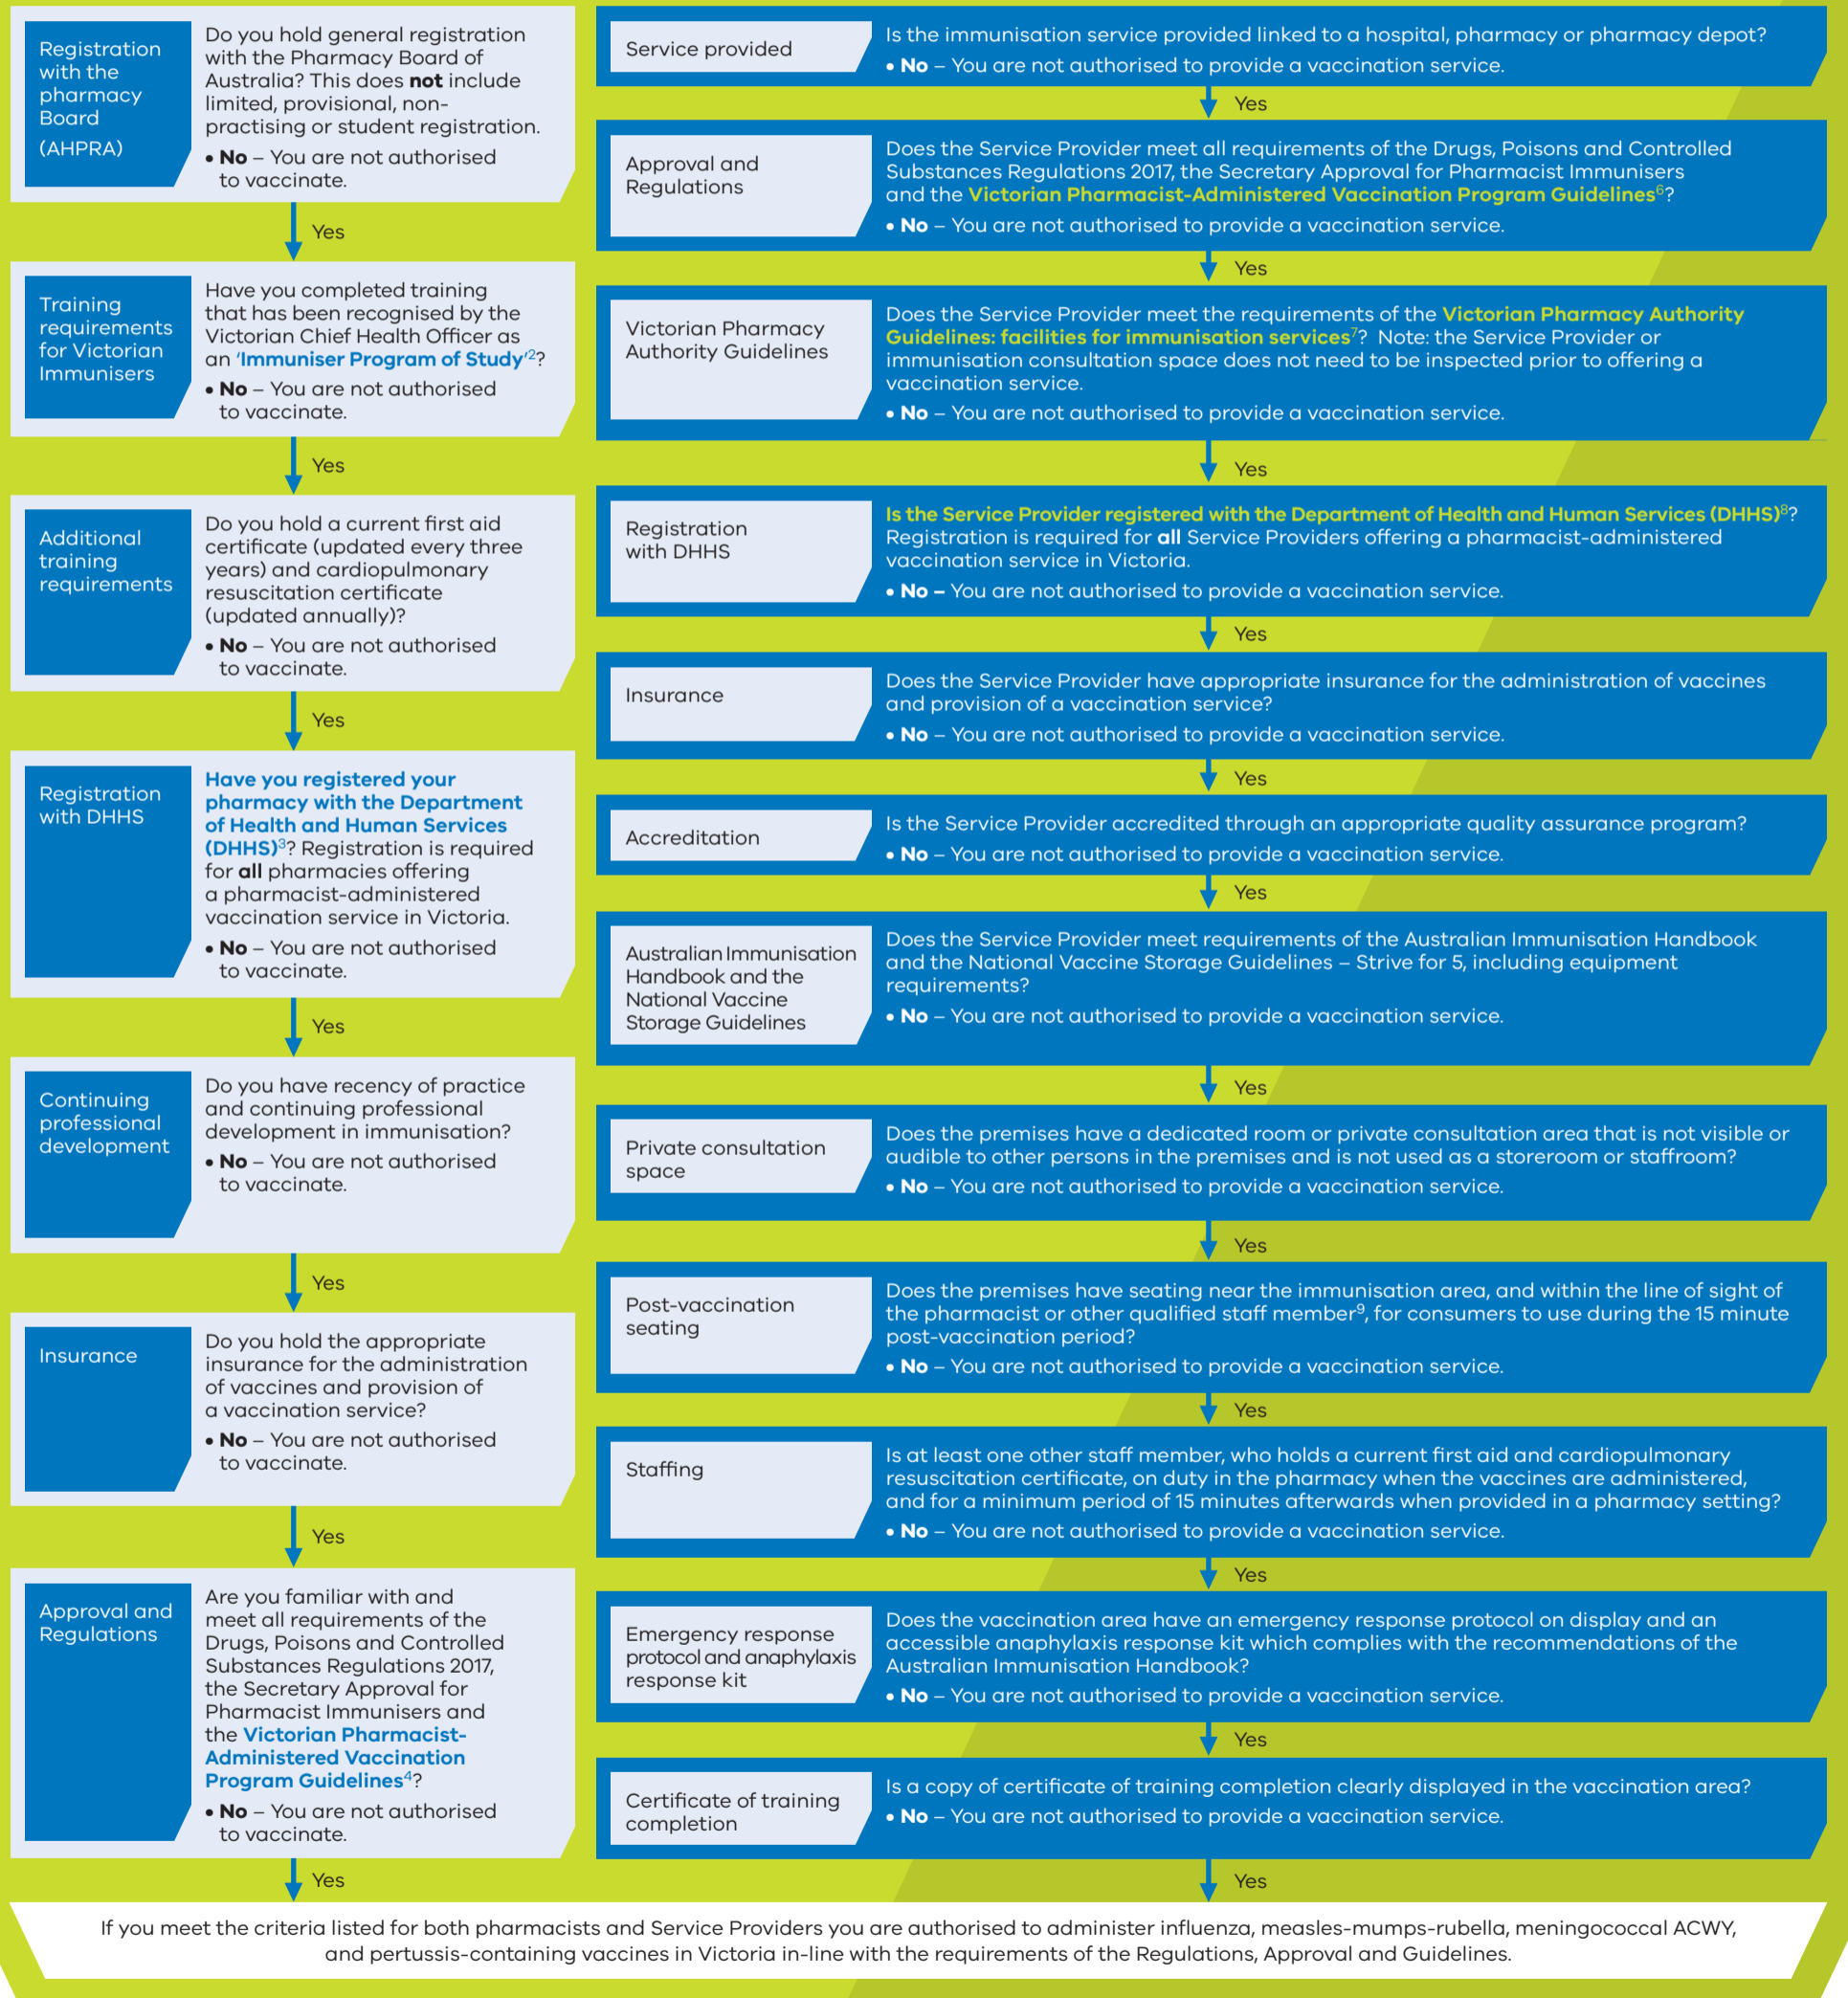 Registration
with the
pharmacy
Board
(AHPRA)
Do you hold general registration
with the Pharmacy Board of
Australia? This does not include
limited, provisional, non-
practising or student registration.
• No – You are not authorised
to vaccinate.
Yes
Training
requirements
for Victorian
Immunisers
Have you completed training
that has been recognised by the
Victorian Chief Health Officer as
an ‘Immuniser Program of Study’2?
• No – You are not authorised
to vaccinate.
Yes
Additional
training
requirements
Do you hold a current first aid
certificate (updated every three
years) and cardiopulmonary
resuscitation certificate
(updated annually)?
• No – You are not authorised
to vaccinate.
Yes
Registration
with DHHS
Have you registered your
pharmacy with the Department
of Health and Human Services
(DHHS)3? Registration is required
for all pharmacies offering
a pharmacist-administered
vaccination service in Victoria.
• No – You are not authorised
to vaccinate.
Yes
Continuing
professional
development
Do you have recency of practice
and continuing professional
development in immunisation?
• No – You are not authorised
to vaccinate.
Yes
Insurance
Do you hold the appropriate
insurance for the administration
of vaccines and provision of
a vaccination service?
• No – You are not authorised
to vaccinate.
Yes
Approval and
Regulations
Are you familiar with and
meet all requirements of the
Drugs, Poisons and Controlled
Substances Regulations 2017,
the Secretary Approval for
Pharmacist Immunisers and
the Victorian Pharmacist-
Administered Vaccination
Program Guidelines4?
• No – You are not authorised
to vaccinate.
Yes
Service provided
Is the immunisation service provided linked to a hospital, pharmacy or pharmacy depot?
• No – You are not authorised to provide a vaccination service.
Yes
Approval and
Regulations
Does the Service Provider meet all requirements of the Drugs, Poisons and Controlled
Substances Regulations 2017, the Secretary Approval for Pharmacist Immunisers
and the Victorian Pharmacist-Administered Vaccination Program Guidelines6?
• No – You are not authorised to provide a vaccination service.
Yes
Victorian Pharmacy
Authority Guidelines
Does the Service Provider meet the requirements of the Victorian Pharmacy Authority
Guidelines: facilities for immunisation services7? Note: the Service Provider or
immunisation consultation space does not need to be inspected prior to offering a
vaccination service.
• No – You are not authorised to provide a vaccination service.
Yes
Registration
with DHHS
Is the Service Provider registered with the Department of Health and Human Services (DHHS)8?
Registration is required for all Service Providers offering a pharmacist-administered
vaccination service in Victoria.
• No – You are not authorised to provide a vaccination service.
Yes
Insurance
Does the Service Provider have appropriate insurance for the administration of vaccines
and provision of a vaccination service?
• No – You are not authorised to provide a vaccination service.
Yes
Accreditation
Is the Service Provider accredited through an appropriate quality assurance program?
• No – You are not authorised to provide a vaccination service.
Yes
Australian Immunisation
Handbook and the
National Vaccine
Storage Guidelines
Does the Service Provider meet requirements of the Australian Immunisation Handbook
and the National Vaccine Storage Guidelines – Strive for 5, including equipment
requirements?
• No – You are not authorised to provide a vaccination service.
Yes
Private consultation
space
Does the premises have a dedicated room or private consultation area that is not visible or
audible to other persons in the premises and is not used as a storeroom or staffroom?
• No – You are not authorised to provide a vaccination service.
Yes
Post-vaccination
seating
Does the premises have seating near the immunisation area, and within the line of sight of
the pharmacist or other qualified staff member9, for consumers to use during the 15 minute
post-vaccination period?
• No – You are not authorised to provide a vaccination service.
Yes
Staffing
Is at least one other staff member, who holds a current first aid and cardiopulmonary
resuscitation certificate, on duty in the pharmacy when the vaccines are administered,
and for a minimum period of 15 minutes afterwards when provided in a pharmacy setting?
• No – You are not authorised to provide a vaccination service.
Yes
Emergency response
protocol and anaphylaxis
response kit
Does the vaccination area have an emergency response protocol on display and an
accessible anaphylaxis response kit which complies with the recommendations of the
Australian Immunisation Handbook?
• No – You are not authorised to provide a vaccination service.
Yes
Certificate of training
completion
Is a copy of certificate of training completion clearly displayed in the vaccination area?
• No – You are not authorised to provide a vaccination service.
Yes
If you meet the criteria listed for both pharmacists and Service Providers you are authorised to administer influenza, measles-mumps-rubella, meningococcal ACWY,
and pertussis-containing vaccines in Victoria in-line with the requirements of the Regulations, Approval and Guidelines.